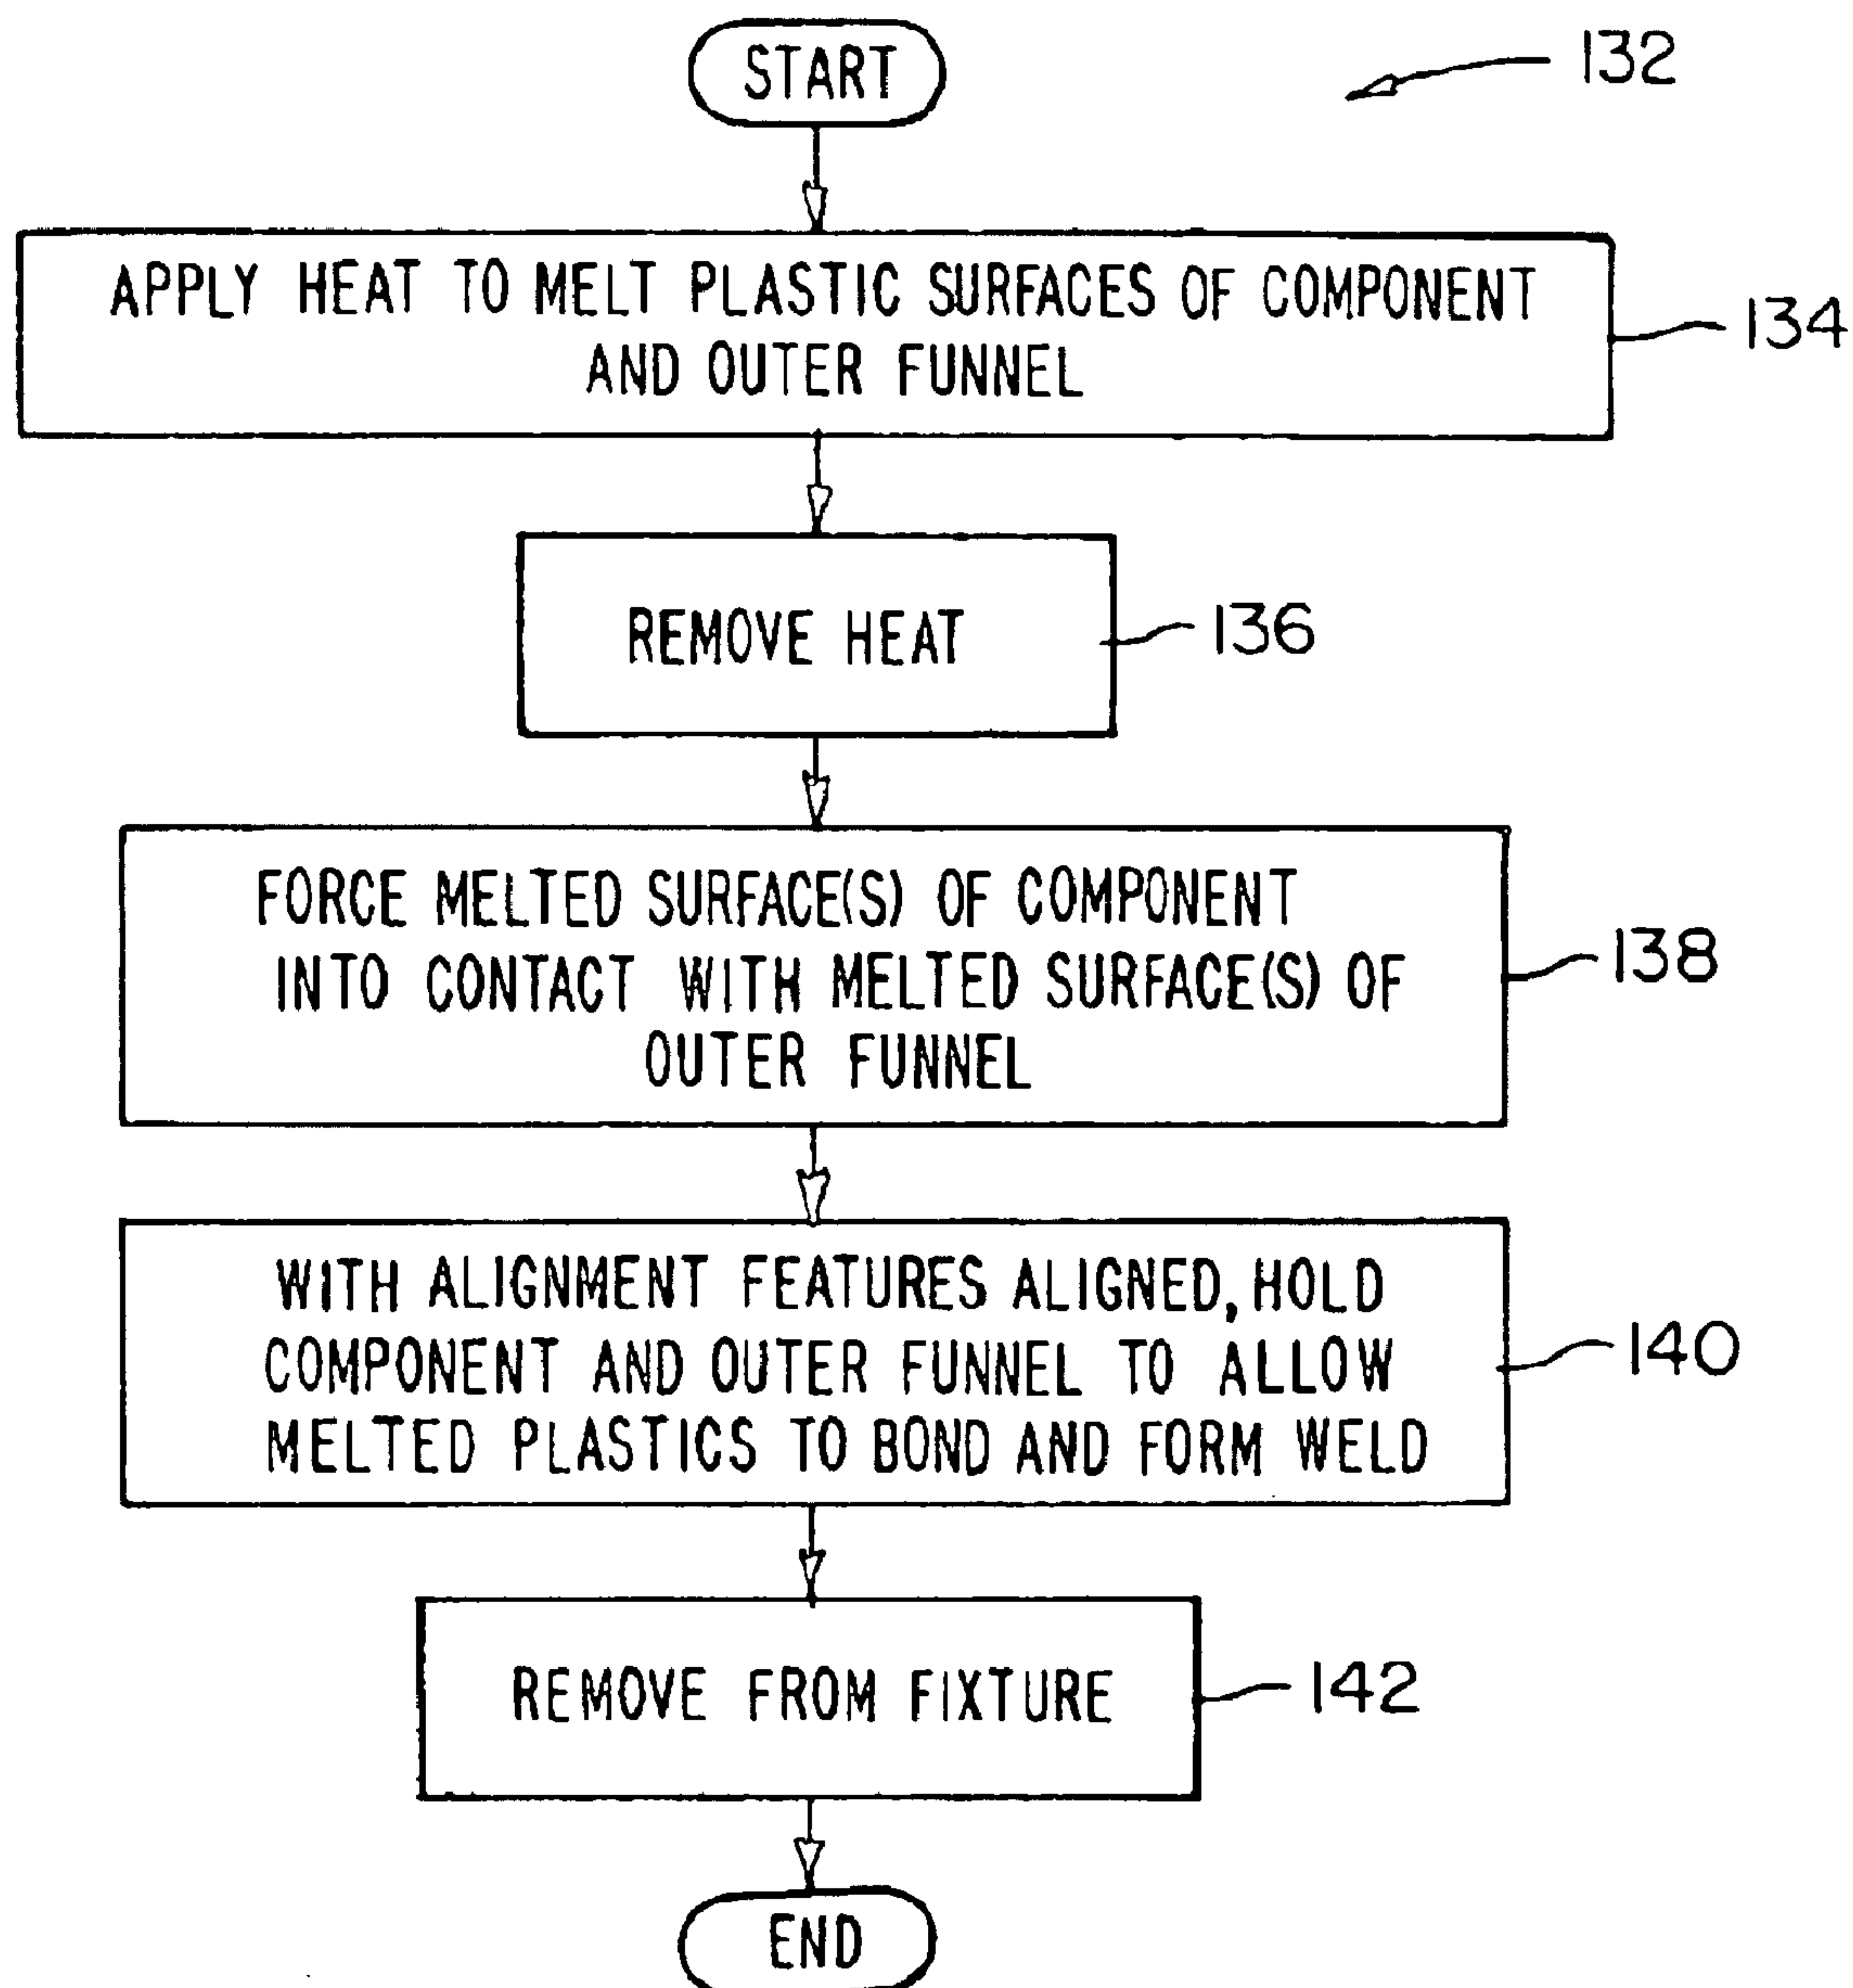 START
132
APPLY HEAT TO MELT PLASTIC SURFACES OF COMPONENT
AND OUTER FUNNEL
134
REMOVE HEAT
136
FORCE MELTED SURFACE(S) OF COMPONENT
INTO CONTACT WITH MELTED SURFACE(S) OF
OUTER FUNNEL
138
WITH ALIGNMENT FEATURES ALIGNED, HOLD
COMPONENT AND OUTER FUNNEL TO ALLOW
MELTED PLASTICS TO BOND AND FORM WELD
140
REMOVE FROM FIXTURE
142
END